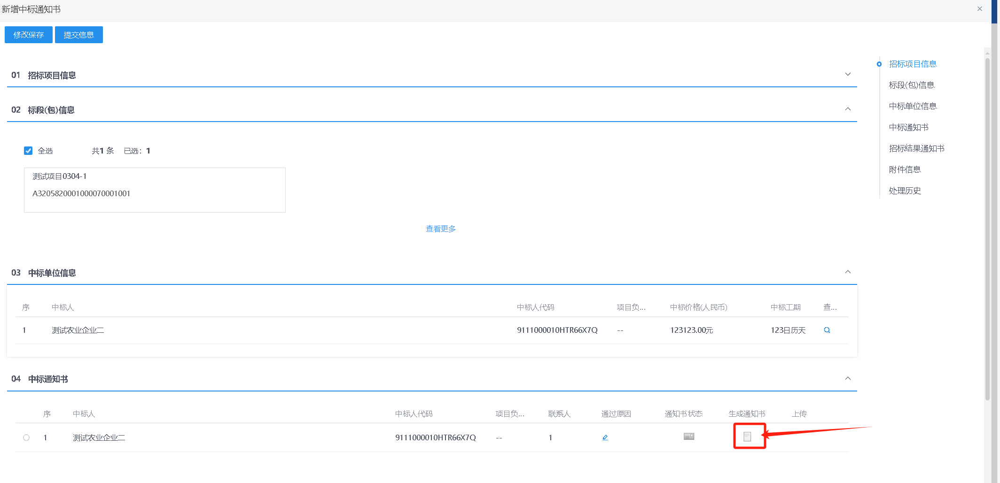 新增中标通知书
修改保存 提交信息
01 招标项目信息
02 标段(包)信息
全选 共1 条 已选：1
测试项目0304-1
A3205820001000070001001
查看更多
03 中标单位信息
序 中标人 中标人代码 项目负... 中标价格(人民币) 中标工期 查...
1 测试农业企业二 9111000010HTR66X7Q -- 123123.00元 123日历天
04 中标通知书
序 中标人 中标人代码 项目负... 联系人 通过原因 通知书状态 生成通知书 上传
1 测试农业企业二 9111000010HTR66X7Q -- 1
招标项目信息
标段(包)信息
中标单位信息
中标通知书
招标结果通知书
附件信息
处理历史